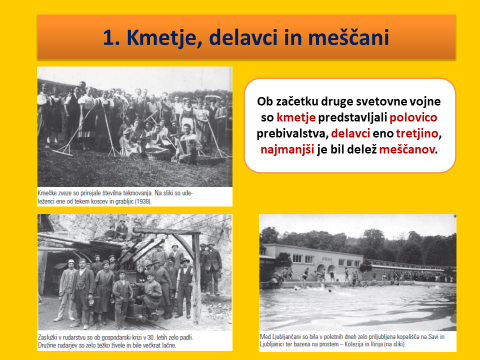 1. Kmetje, delavci in meščani
Ob začetku druge svetovne vojne
so kmetje predstavljali polovico
prebivalstva, delavci eno tretjino,
najmanjši je bil delež meščanov.
Kmečke zveze so prirejale številna tekmovanja. Na sliki so ude-
leženci ene od tekem koscev in grabljic (1938).
Zaslužki v rudarstvu so ob gospodarski krizi v 30. letih zelo padli.
Družine rudarjev so zelo težko živele in bile večkrat lačne.
Med Ljubljančani so bila v poletnih dneh zelo priljubljena kopališča na Savi in
Ljubljanici ter bazena na prostem – Kolezija in Ilirija (na sliki).